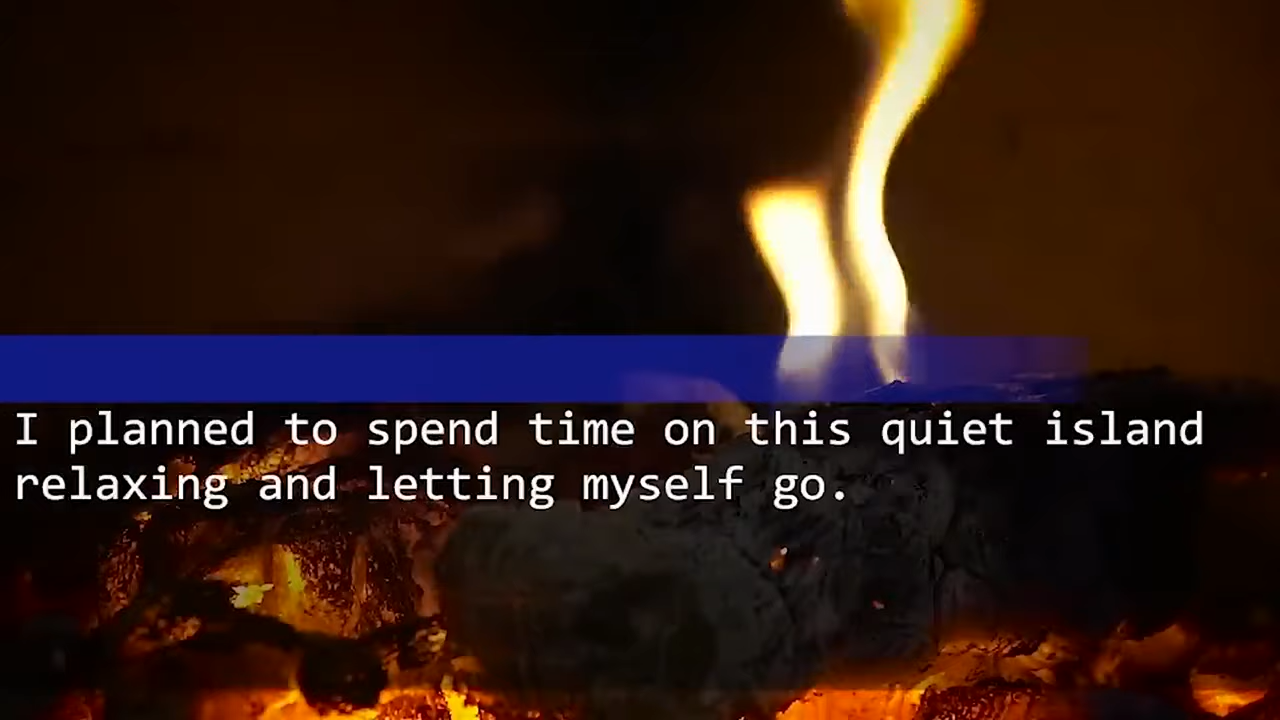 I planned to spend time on this quiet island
relaxing and letting myself go.